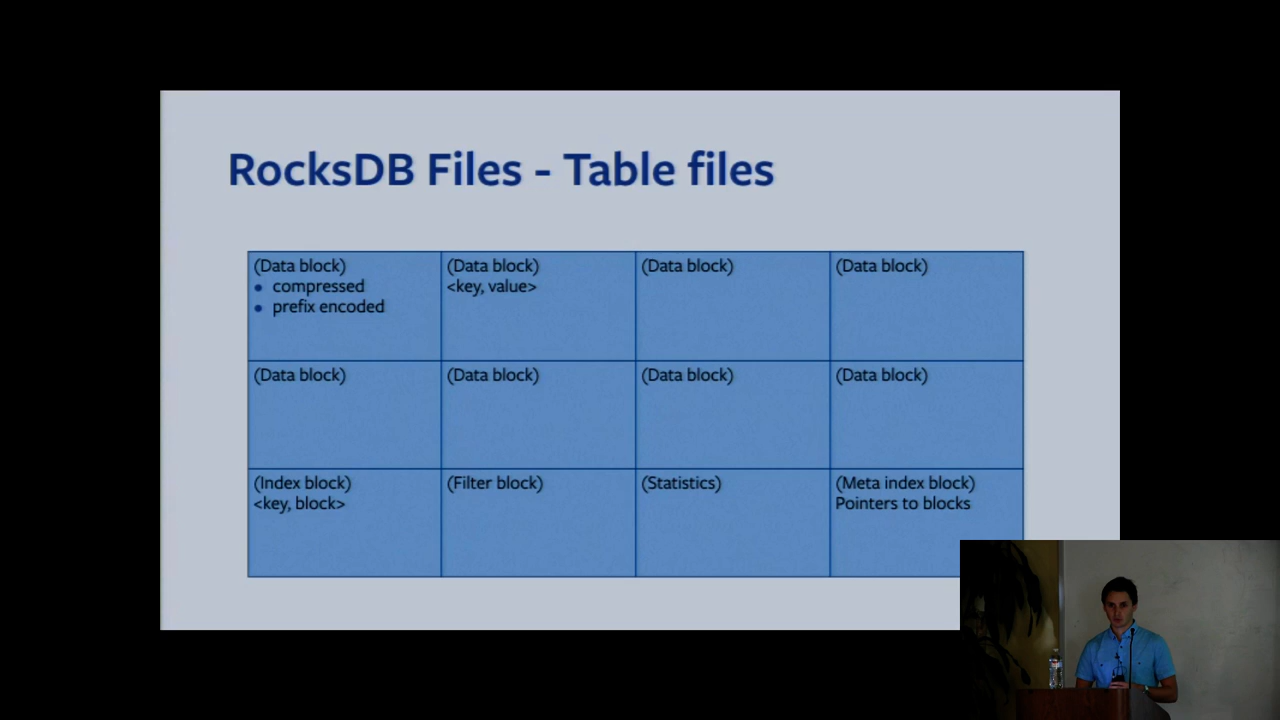 RocksDB Files - Table files
(Data block)
• compressed
• prefix encoded
(Data block)
<key, value>
(Data block)
(Data block)
(Data block)
(Data block)
(Data block)
(Data block)
(Index block)
<key, block>
(Filter block)
(Statistics)
(Meta index block)
Pointers to blocks